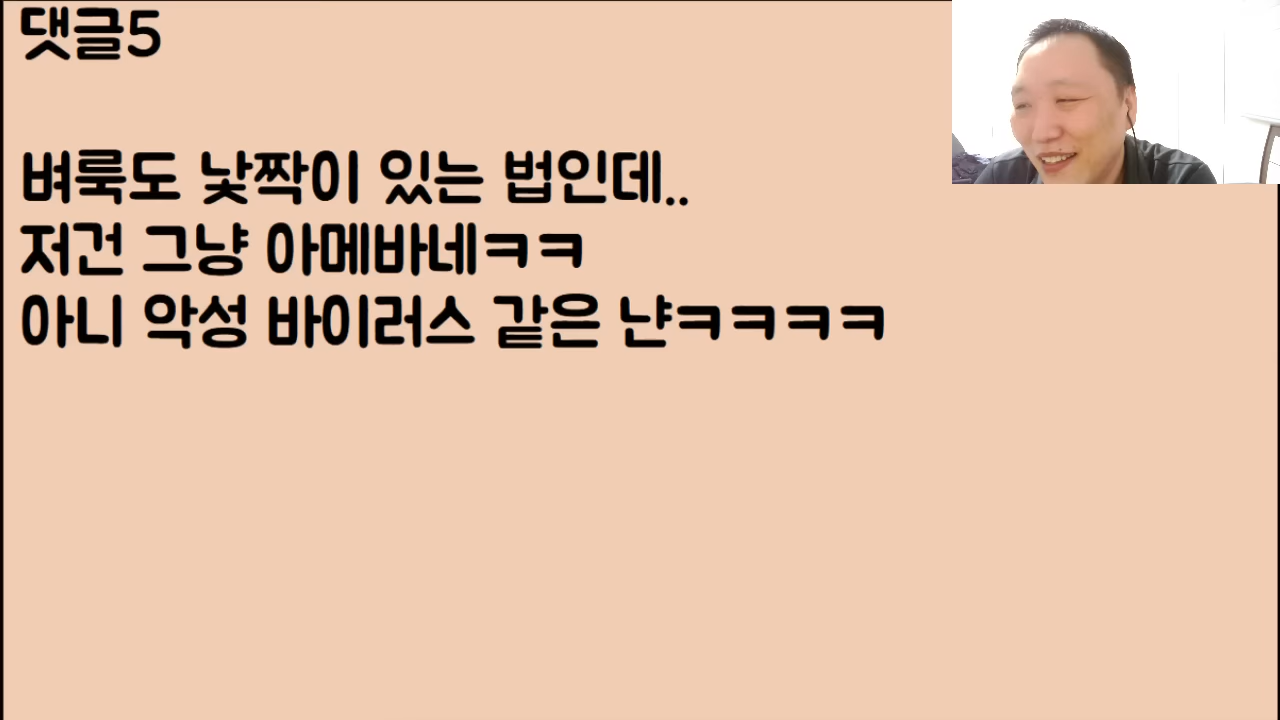 댓글5
벼룩도 낯짝이 있는 법인데..
저건 그냥 아메바네ㅋㅋ
아니 악성 바이러스 같은 냔ㅋㅋㅋㅋ